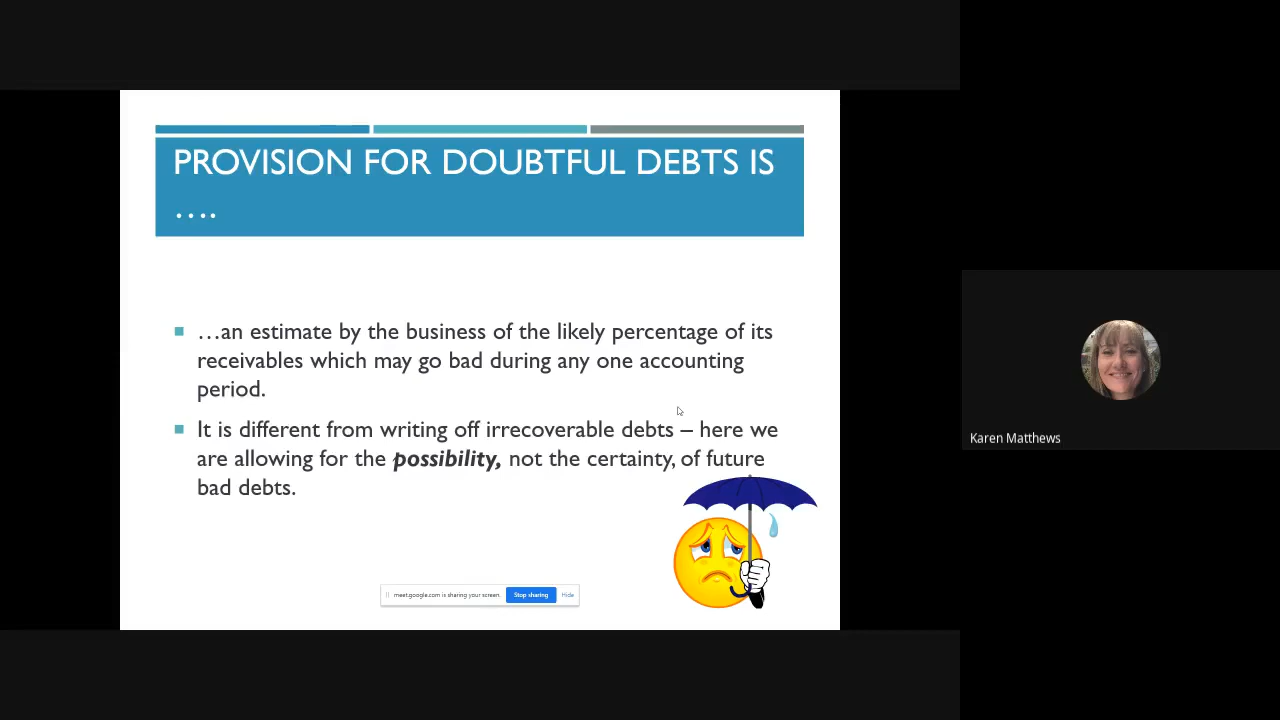 PROVISION FOR DOUBTFUL DEBTS IS
….
…an estimate by the business of the likely percentage of its
receivables which may go bad during any one accounting
period.
It is different from writing off irrecoverable debts – here we
are allowing for the possibility, not the certainty, of future
bad debts.
meet.google.com is sharing your screen. Stop sharing Hide
Karen Matthews